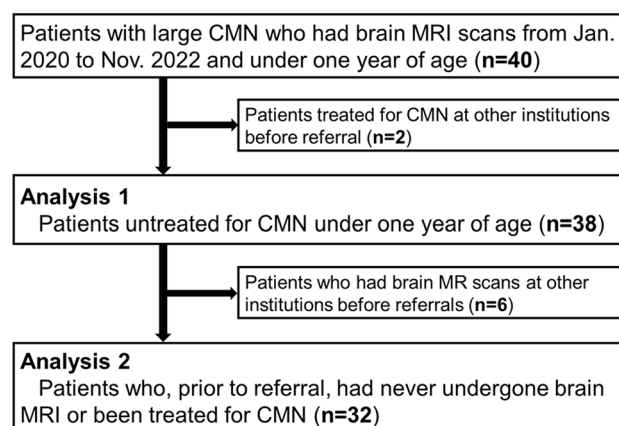 Patients with large CMN who had brain MRI scans from Jan.
2020 to Nov. 2022 and under one year of age (n=40)
Patients treated for CMN at other institutions
before referral (n=2)
Analysis 1
Patients untreated for CMN under one year of age (n=38)
Patients who had brain MR scans at other
institutions before referrals (n=6)
Analysis 2
Patients who, prior to referral, had never undergone brain
MRI or been treated for CMN (n=32)